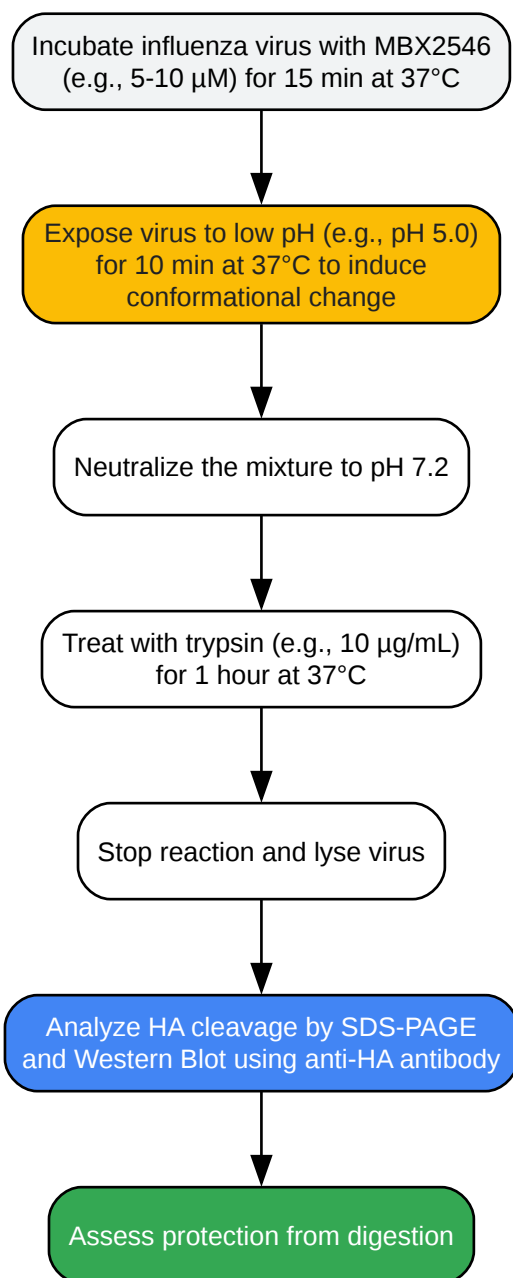 Incubate influenza virus with MBX2546
(e.g., 5-10 µM) for 15 min at 37°C
Expose virus to low pH (e.g., pH 5.0)
for 10 min at 37°C to induce
conformational change
Neutralize the mixture to pH 7.2
Treat with trypsin (e.g., 10 µg/mL)
for 1 hour at 37°C
Stop reaction and lyse virus
Analyze HA cleavage by SDS-PAGE
and Western Blot using anti-HA antibody
Assess protection from digestion